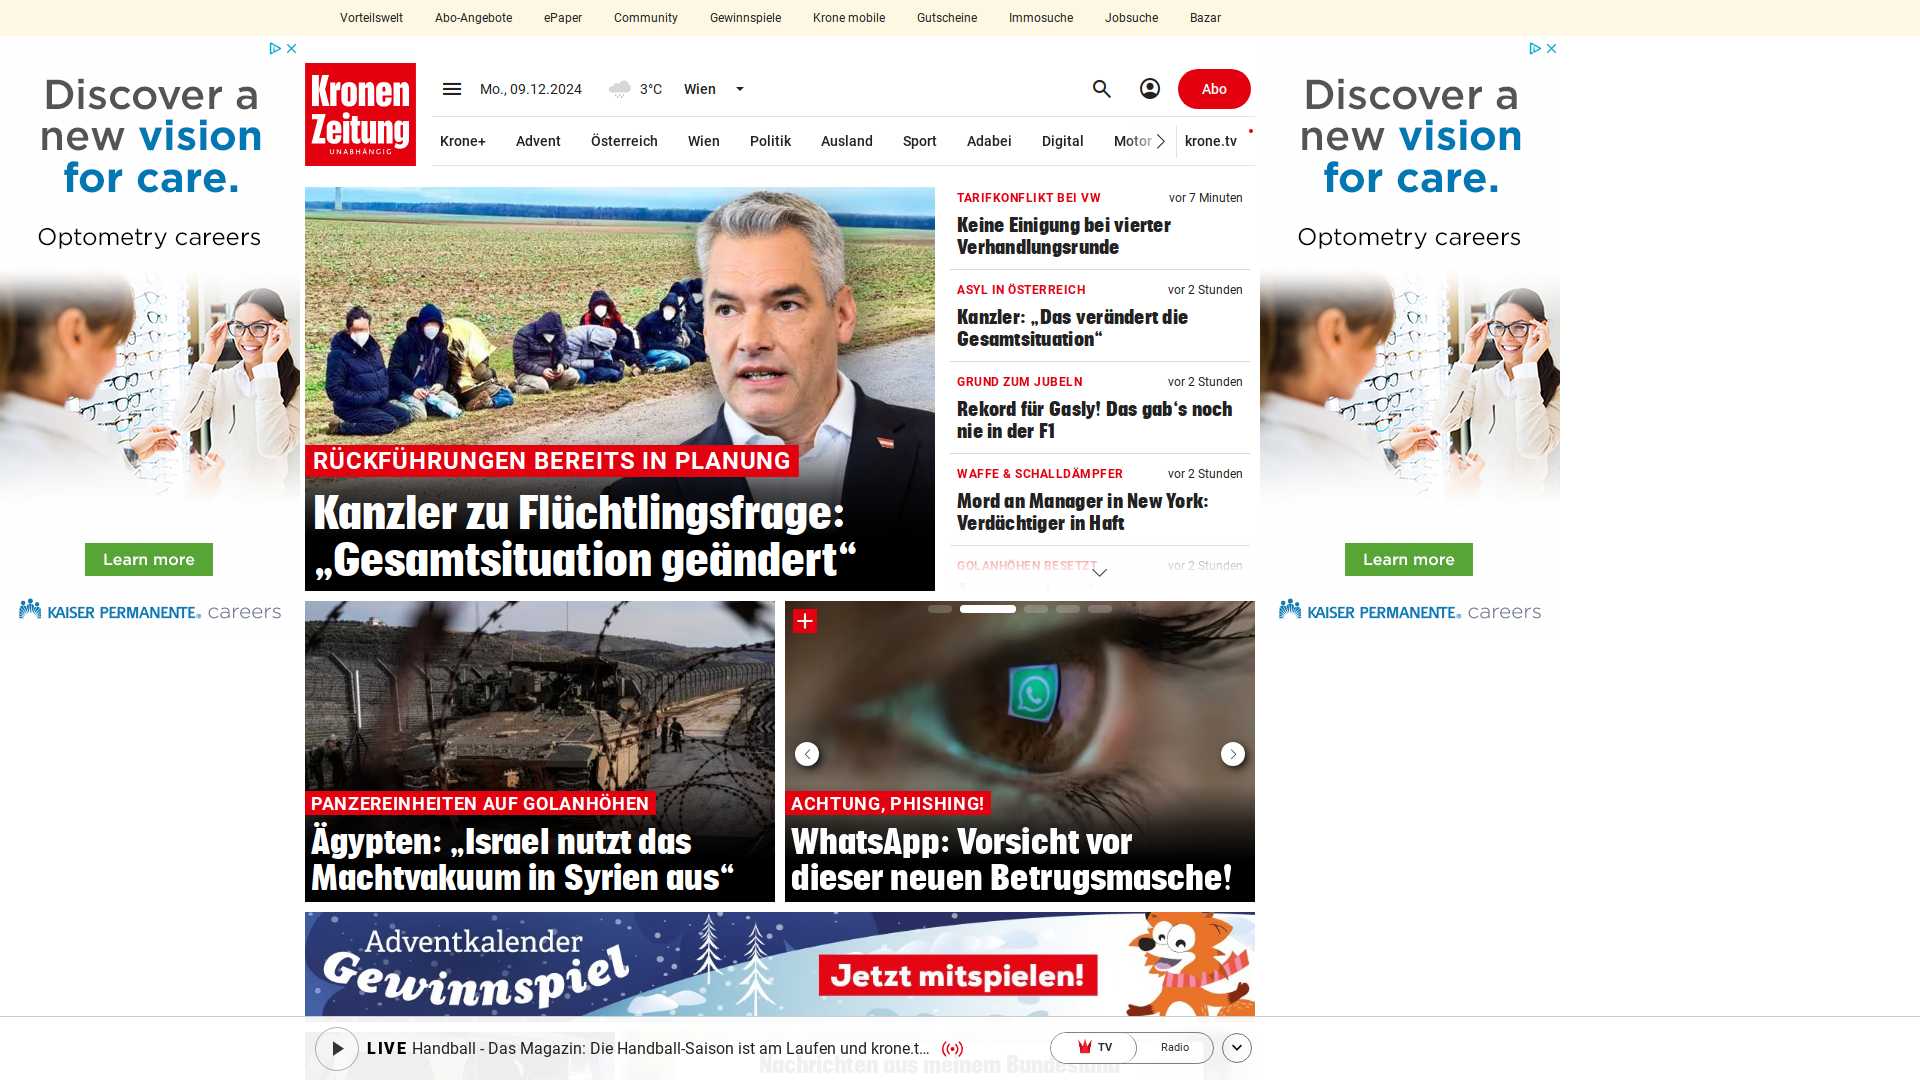 Vorteilswelt Abo-Angebote ePaper Community Gewinnspiele Krone mobile Gutscheine Immosuche Jobsuche Bazar
Discover a
new vision
for care.
Optometry careers
Learn more
KAISER PERMANENTE® careers
Kronen
Zeitung
UNABHÄNGIG
Mo., 09.12.2024 3°C Wien
Abo
Krone+ Advent Österreich Wien Politik Ausland Sport Adabei Digital Motor krone.tv
RÜCKFÜHRUNGEN BEREITS IN PLANUNG
Kanzler zu Flüchtlingsfrage:
„Gesamtsituation geändert“
TARIFKONFLIKT BEI VW vor 7 Minuten
Keine Einigung bei vierter
Verhandlungsrunde
ASYL IN ÖSTERREICH vor 2 Stunden
Kanzler: „Das verändert die
Gesamtsituation“
GRUND ZUM JUBELN vor 2 Stunden
Rekord für Gasly! Das gab‘s noch
nie in der F1
WAFFE & SCHALLDÄMPFER vor 2 Stunden
Mord an Manager in New York:
Verdächtiger in Haft
GOLANHÖHEN BESETZT vor 2 Stunden
Discover a
new vision
for care.
Optometry careers
Learn more
KAISER PERMANENTE® careers
PANZEREINHEITEN AUF GOLANHÖHEN
Ägypten: „Israel nutzt das
Machtvakuum in Syrien aus“
ACHTUNG, PHISHING!
WhatsApp: Vorsicht vor
dieser neuen Betrugsmasche!
Adventkalender
Gewinnspiel
Jetzt mitspielen!
LIVE Handball - Das Magazin: Die Handball-Saison ist am Laufen und krone.t...
TV Radio
Nachrichten aus meinem Bundesland